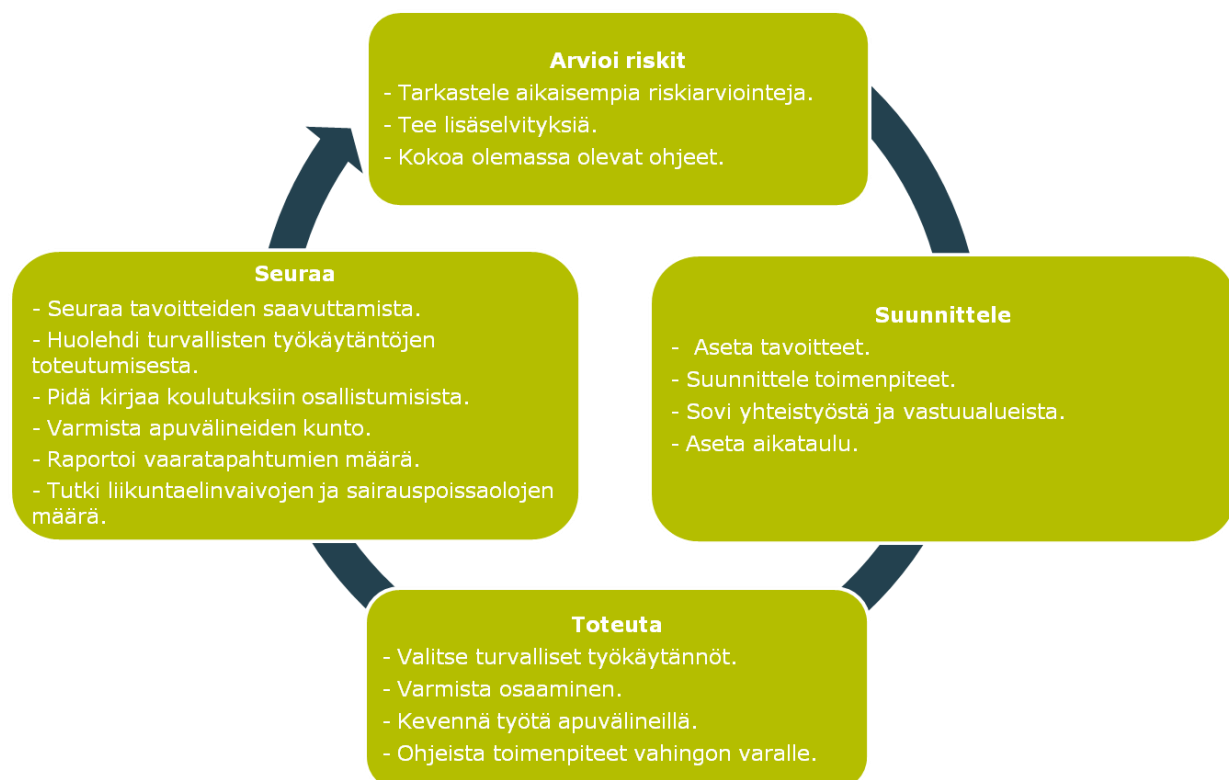 Arvioi riskit
- Tarkastele aikaisempia riskiarviointeja.
- Tee lisäselvityksiä.
- Kokoa olemassa olevat ohjeet.
Suunnittele
- Aseta tavoitteet.
- Suunnittele toimenpiteet.
- Sovi yhteistyöstä ja vastuualueista.
- Aseta aikataulu.
Toteuta
- Valitse turvalliset työkäytännöt.
- Varmista osaaminen.
- Kevennä työtä apuvälineillä.
- Ohjeista toimenpiteet vahingon varalle.
Seuraa
- Seuraa tavoitteiden saavuttamista.
- Huolehdi turvallisten työkäytäntöjen
toteutumisesta.
- Pidä kirjaa koulutuksiin osallistumisista.
- Varmista apuvälineiden kunto.
- Raportoi vaaratapahtumien määrä.
- Tutki liikuntaelinvaivojen ja sairauspoissaolojen
määrä.